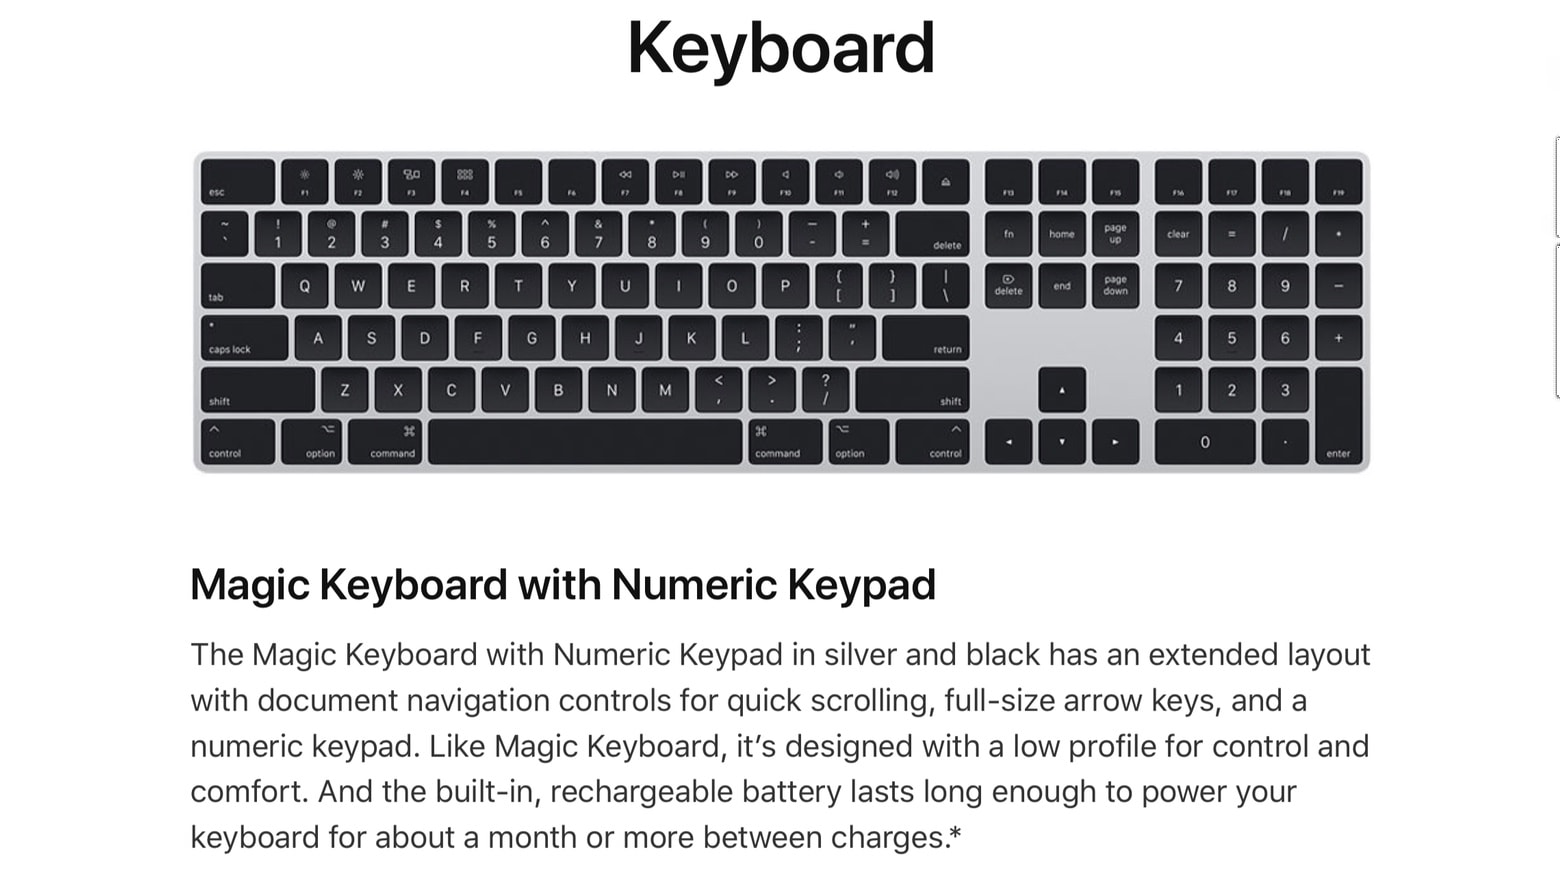 Keyboard
esc F1 F2 F3 F4 F5 F6 F7 F8 F9 F10 F11 F12 F13 F14 F15 F16 F17 F18 F19
~ ! @ # $ % ^ & * ( ) — +
` 1 2 3 4 5 6 7 8 9 0 - = delete fn home page up clear = / *
tab Q W E R T Y U I O P { [ } ] | \ delete end page down 7 8 9 −
caps lock A S D F G H J K L : ; " ' return 4 5 6 +
shift Z X C V B N M < , > . ? / shift 1 2 3
^ control ⌥ option ⌘ command ⌘ command ⌥ option ^ control 0 . enter
Magic Keyboard with Numeric Keypad
The Magic Keyboard with Numeric Keypad in silver and black has an extended layout
with document navigation controls for quick scrolling, full-size arrow keys, and a
numeric keypad. Like Magic Keyboard, it’s designed with a low profile for control and
comfort. And the built-in, rechargeable battery lasts long enough to power your
keyboard for about a month or more between charges.*